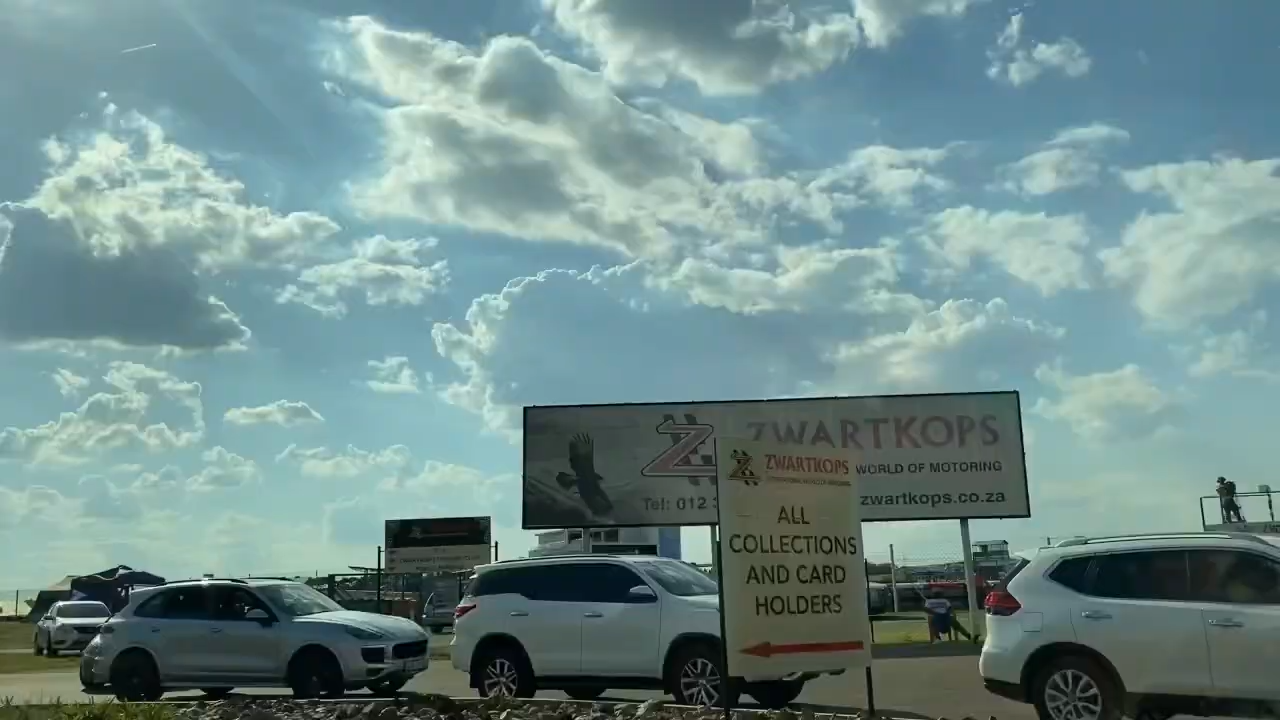 ZWARTKOPS
WORLD OF MOTORING
Tel: 012
zwartkops.co.za
ZWARTKOPS
ALL
COLLECTIONS
AND CARD
HOLDERS